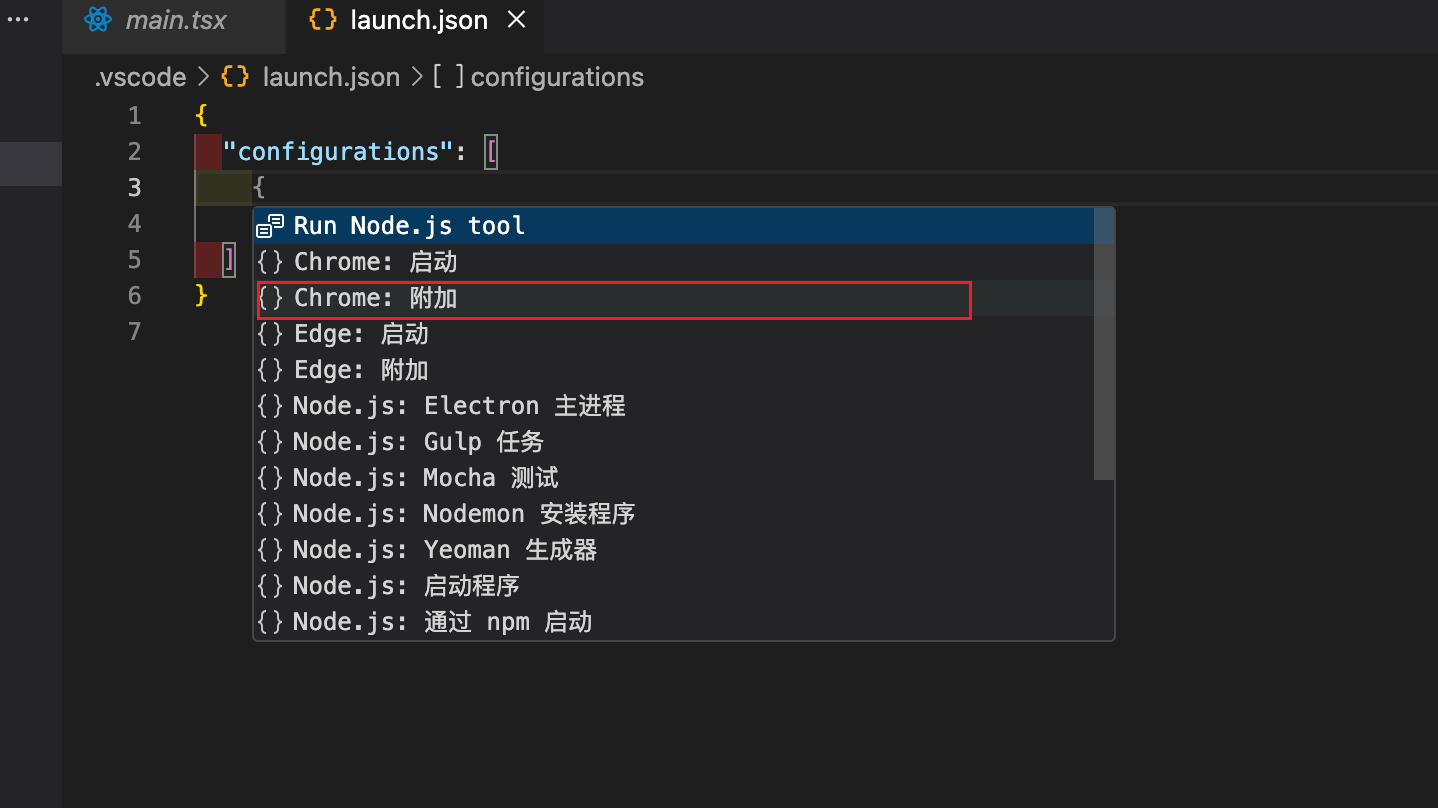 main.tsx {} launch.json
.vscode > {} launch.json > [ ] configurations
1 {
2 "configurations": [
3 {
Run Node.js tool
4
{} Chrome: 启动
5 ]
{} Chrome: 附加
6 }
{} Edge: 启动
7
{} Edge: 附加
{} Node.js: Electron 主进程
{} Node.js: Gulp 任务
{} Node.js: Mocha 测试
{} Node.js: Nodemon 安装程序
{} Node.js: Yeoman 生成器
{} Node.js: 启动程序
{} Node.js: 通过 npm 启动